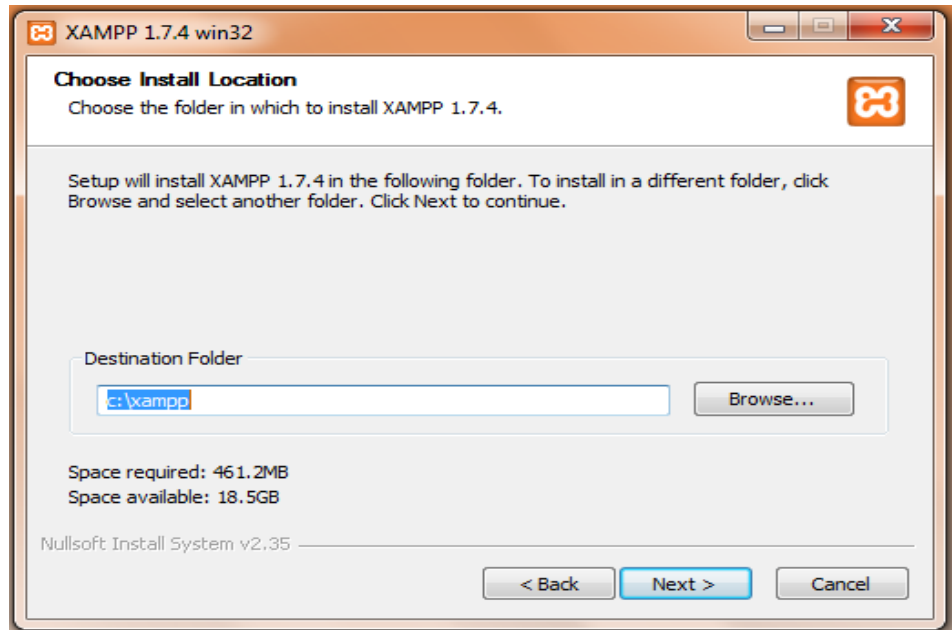 XAMPP 1.7.4 win32
Choose Install Location
Choose the folder in which to install XAMPP 1.7.4.
Setup will install XAMPP 1.7.4 in the following folder. To install in a different folder, click
Browse and select another folder. Click Next to continue.
Destination Folder
c:\xampp
Browse...
Space required: 461.2MB
Space available: 18.5GB
Nullsoft Install System v2.35
< Back
Next >
Cancel